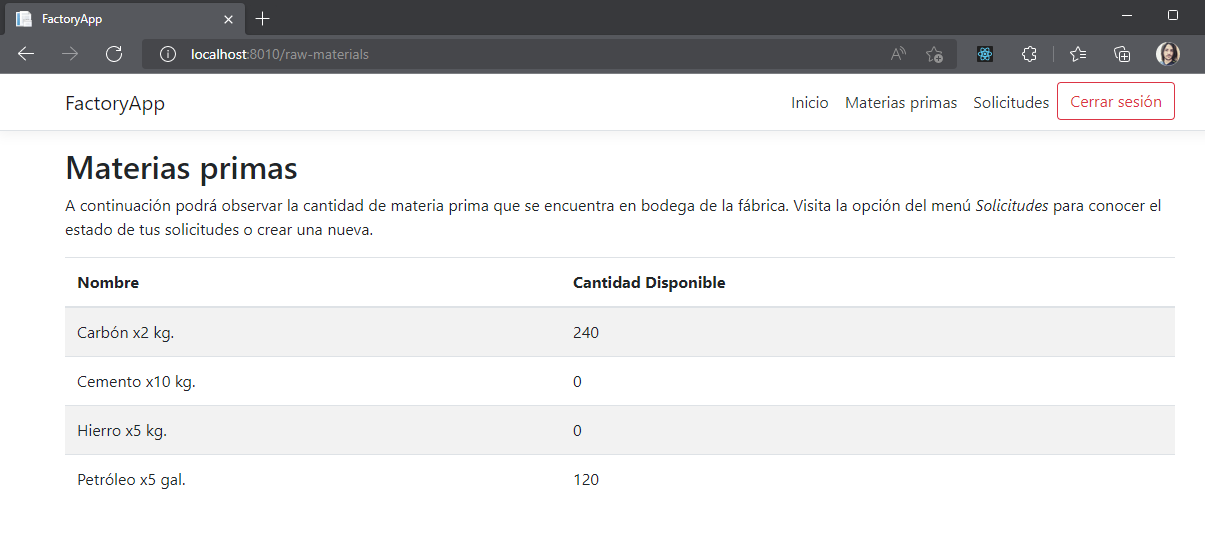 FactoryApp
localhost:8010/raw-materials
FactoryApp Inicio Materias primas Solicitudes Cerrar sesión
Materias primas
A continuación podrá observar la cantidad de materia prima que se encuentra en bodega de la fábrica. Visita la opción del menú Solicitudes para conocer el
estado de tus solicitudes o crear una nueva.
Nombre Cantidad Disponible
Carbón x2 kg. 240
Cemento x10 kg. 0
Hierro x5 kg. 0
Petróleo x5 gal. 120